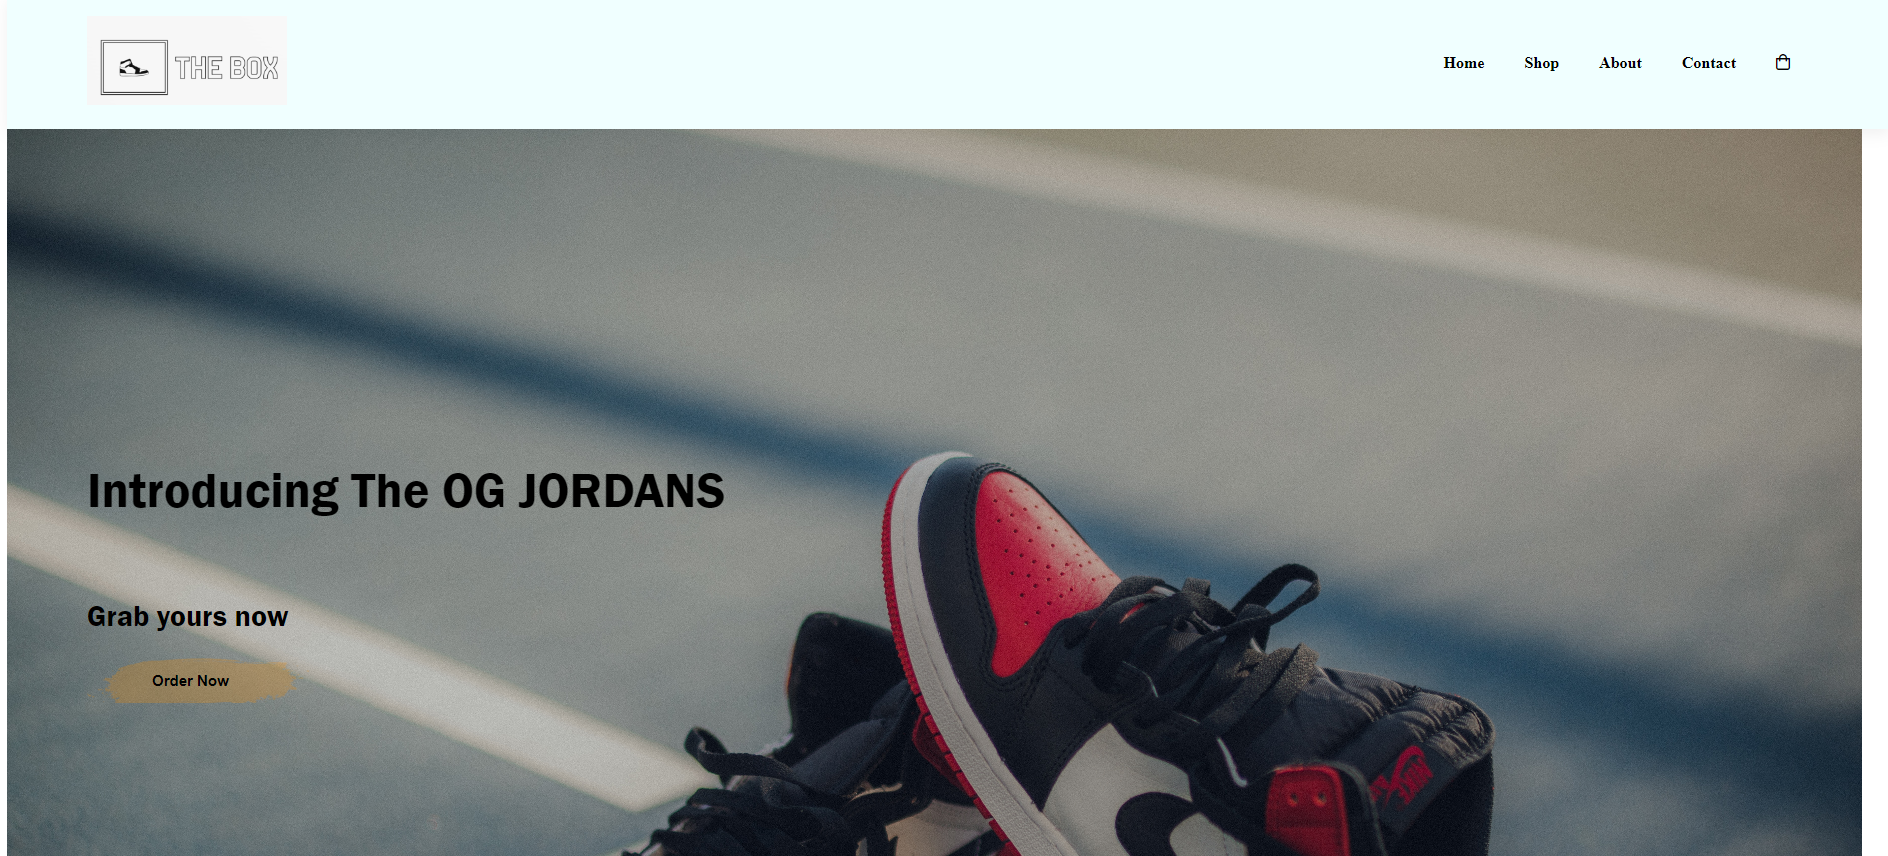 THE BOX
Home Shop About Contact
Introducing The OG JORDANS
Grab yours now
Order Now